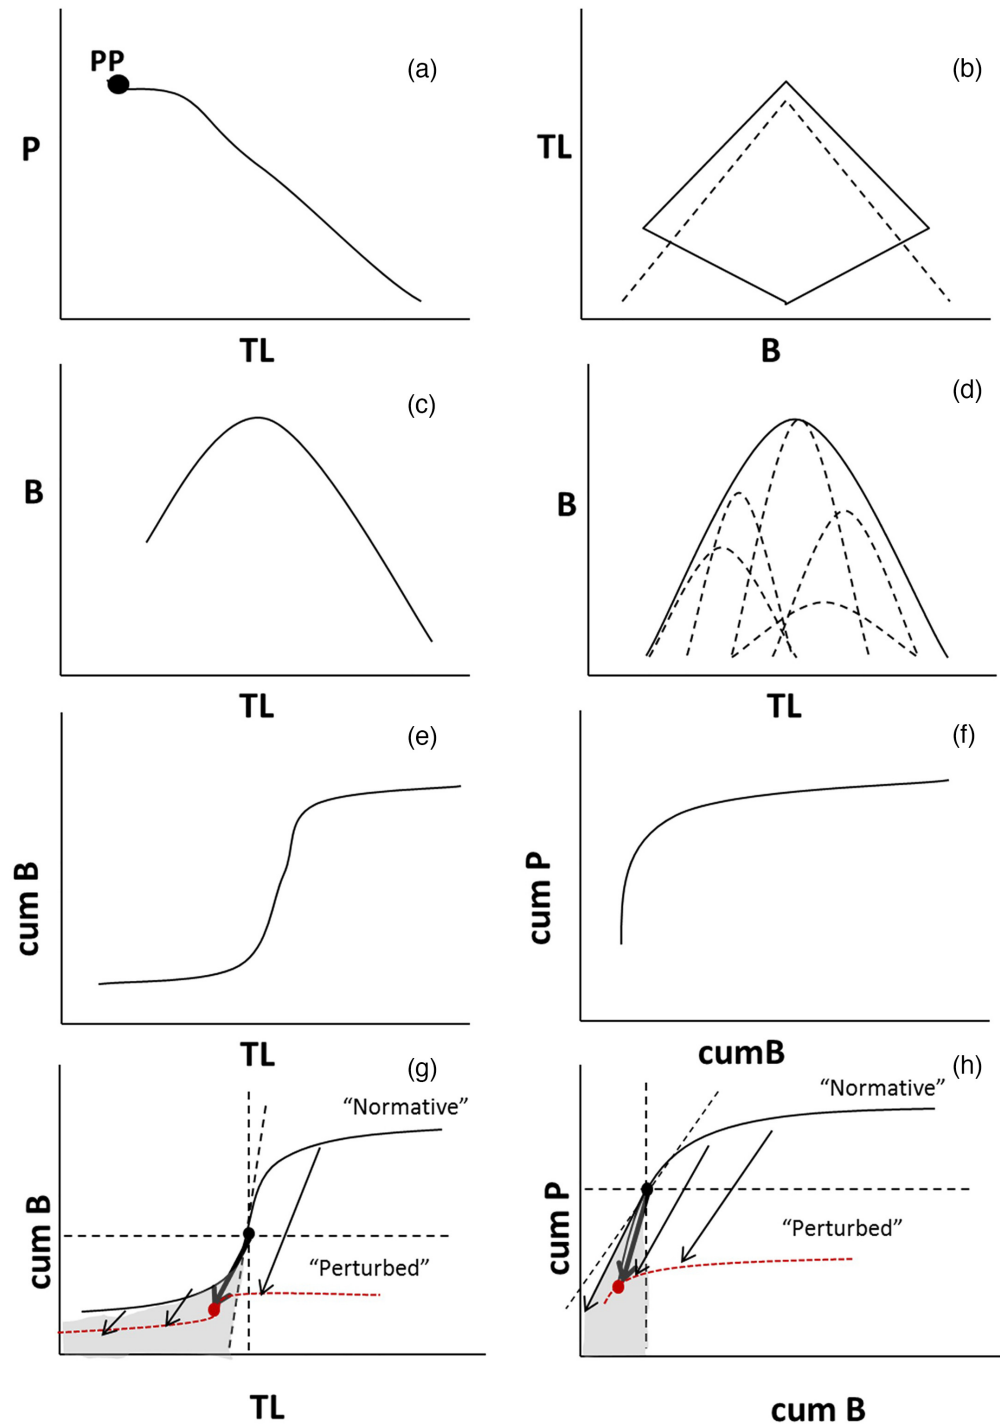 PP
(a)
P
TL
(b)
TL
B
(c)
B
TL
(d)
B
TL
(e)
cum B
TL
(f)
cum P
cumB
(g)
"Normative"
cum B
"Perturbed"
TL
(h)
"Normative"
cum P
"Perturbed"
cum B